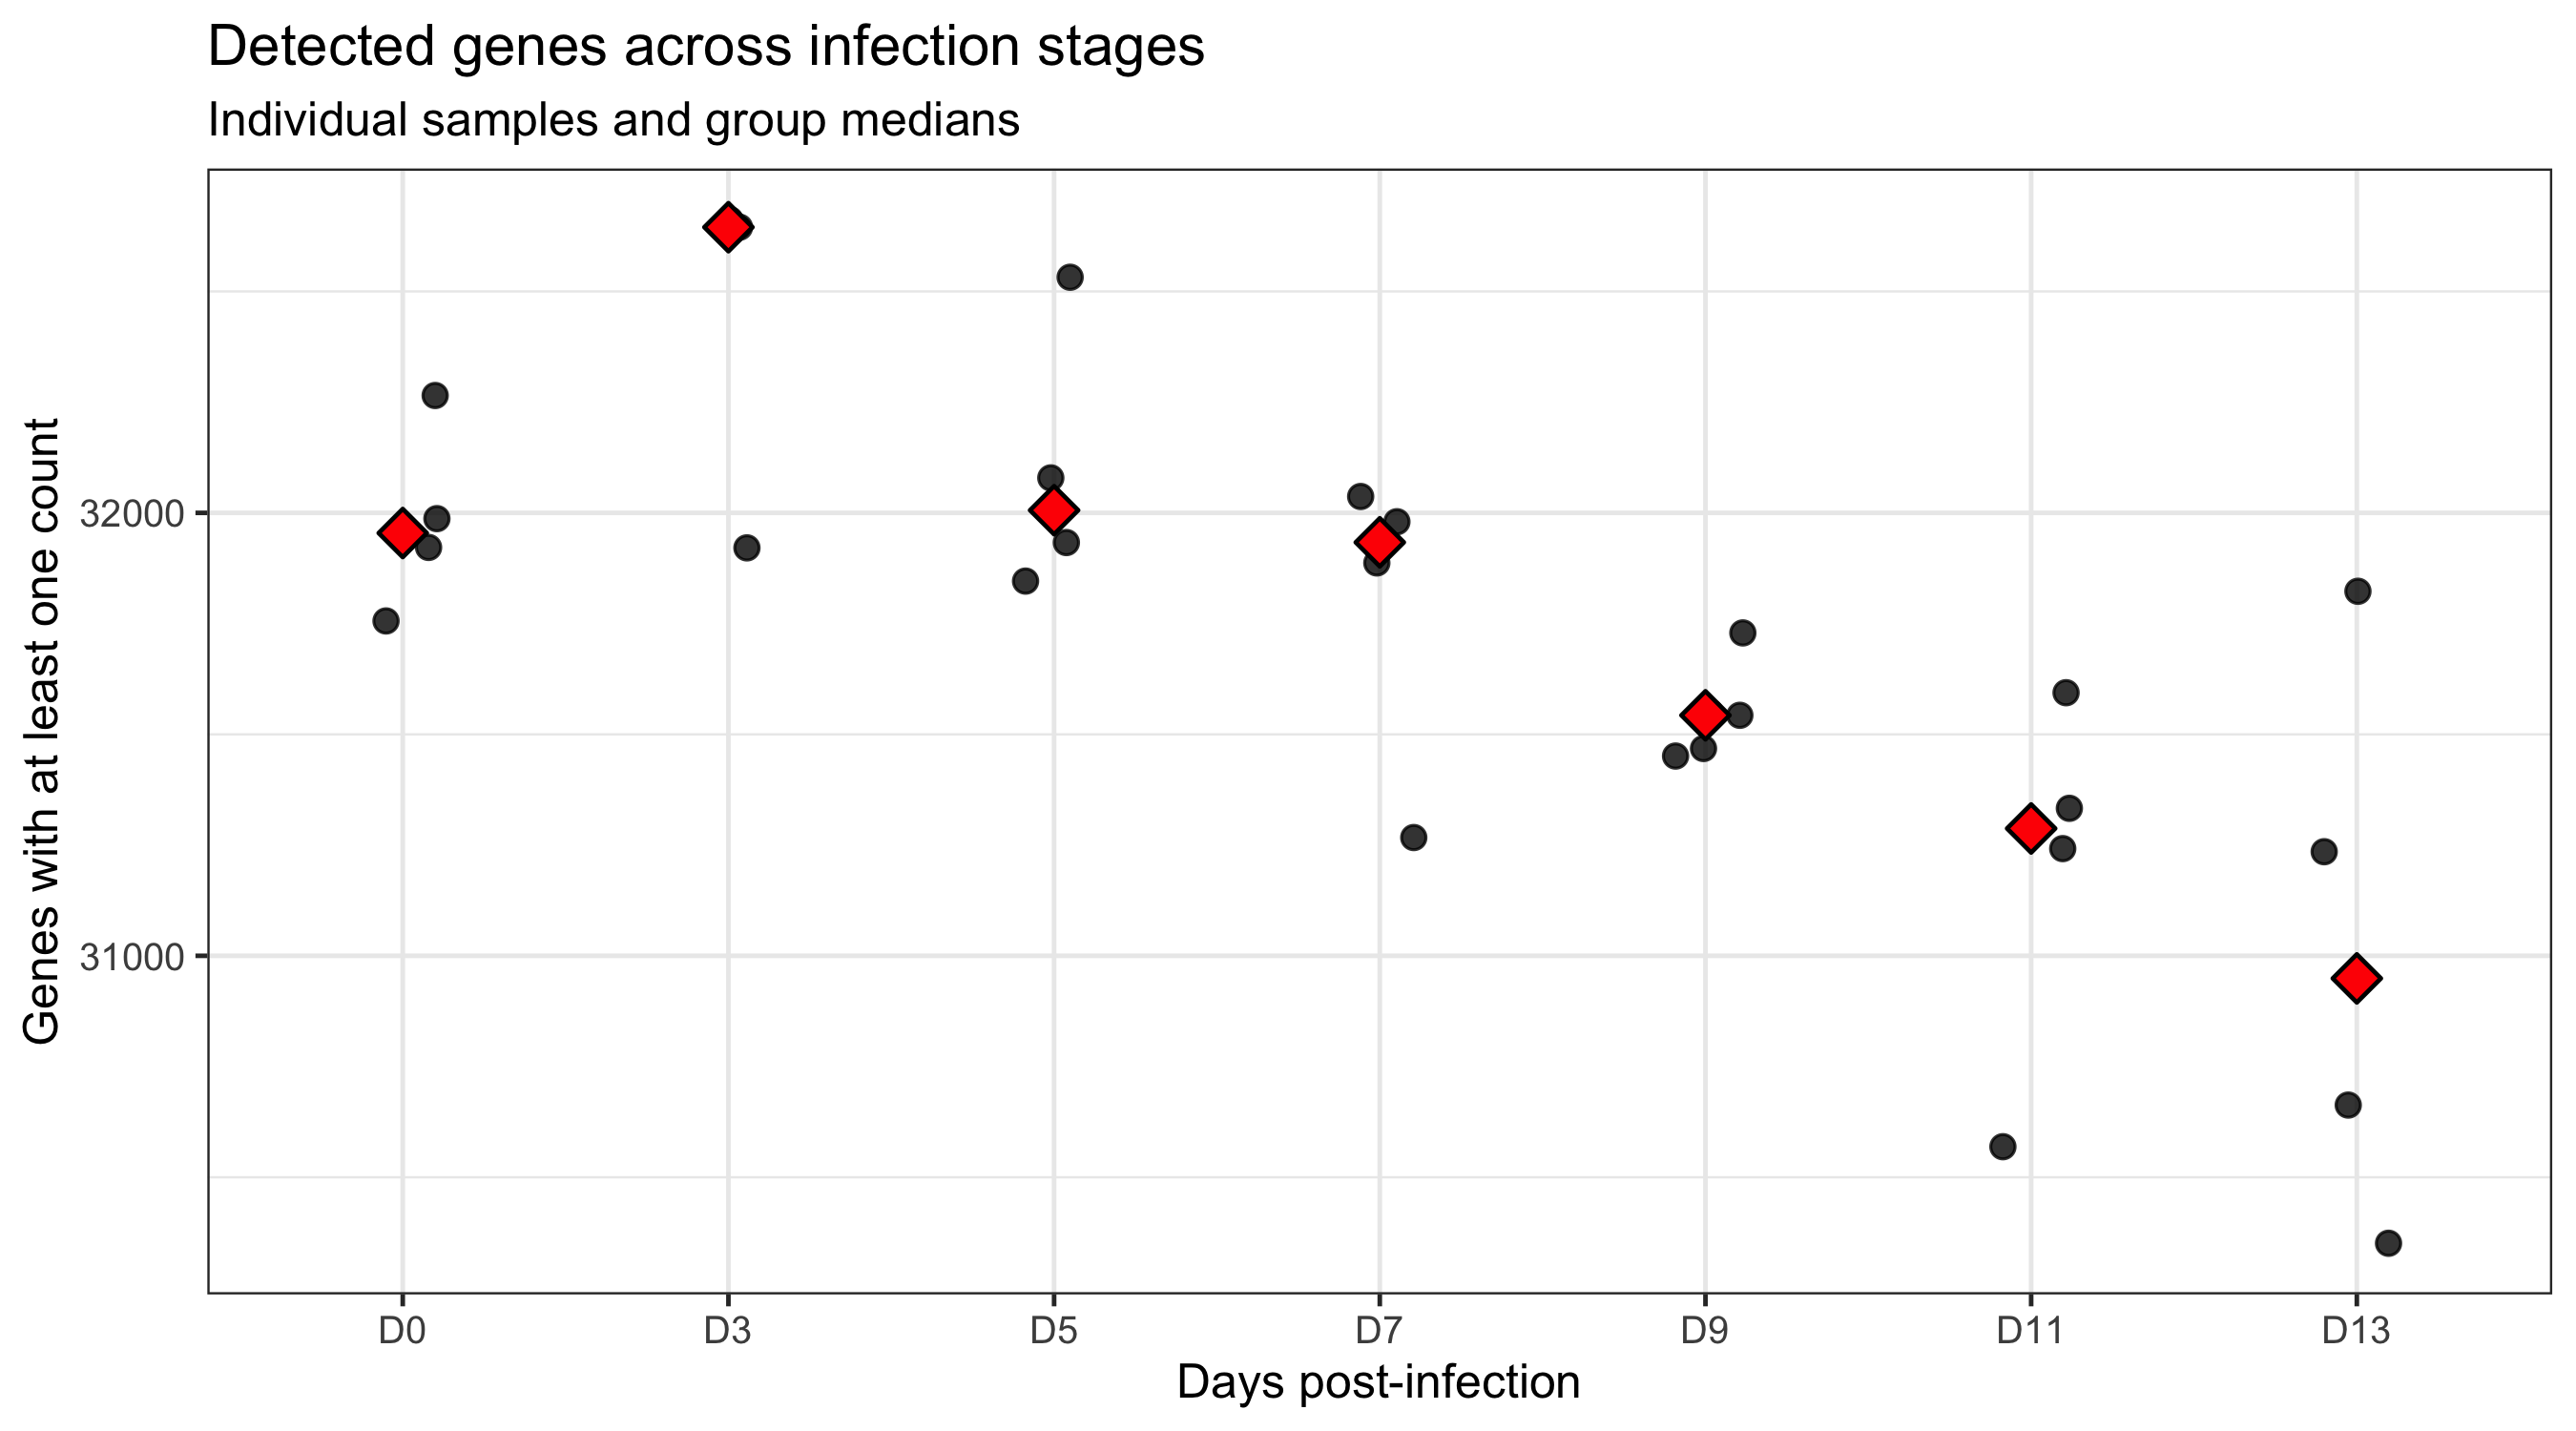 Detected genes across infection stages
Individual samples and group medians
Genes with at least one count
32000
31000
D0 D3 D5 D7 D9 D11 D13
Days post-infection